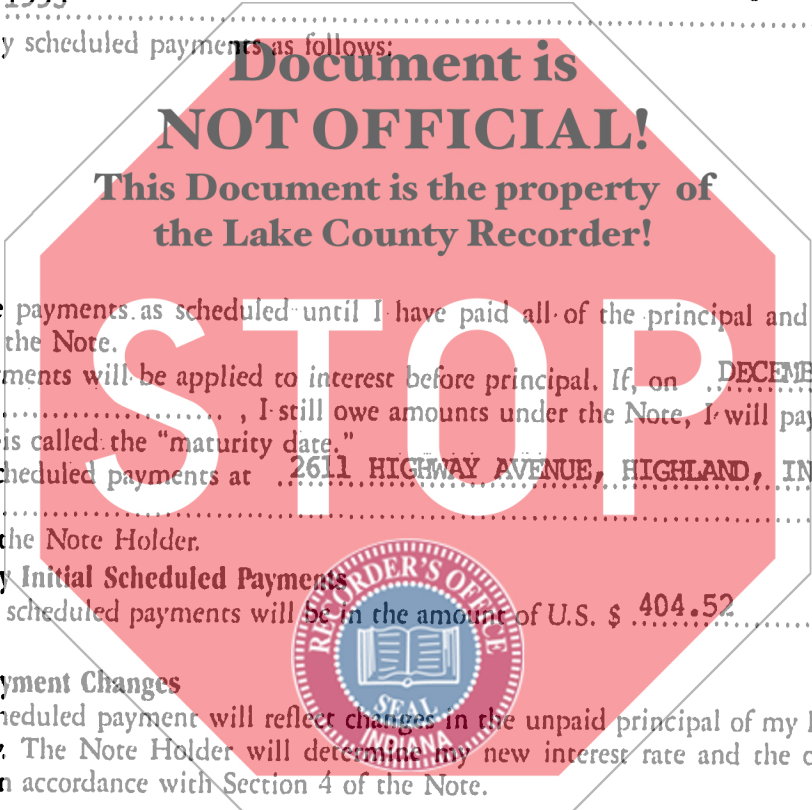 1993
y scheduled payments as follows:
Document is
NOT OFFICIAL!
This Document is the property of
the Lake County Recorder!
payments as scheduled until I have paid all of the principal and
the Note.
ments will be applied to interest before principal. If, on DECEMB
, I still owe amounts under the Note, I will pay
is called the "maturity date."
heduled payments at 2611 HIGHWAY AVENUE, HIGHLAND, IN
STOP
the Note Holder.
y Initial Scheduled Payments
scheduled payments will be in the amount of U.S. $ 404.52
RECORDER'S OFFICE
SEAL
INDIANA
yment Changes
heduled payment will reflect changes in the unpaid principal of my
. The Note Holder will determine my new interest rate and the c
n accordance with Section 4 of the Note.